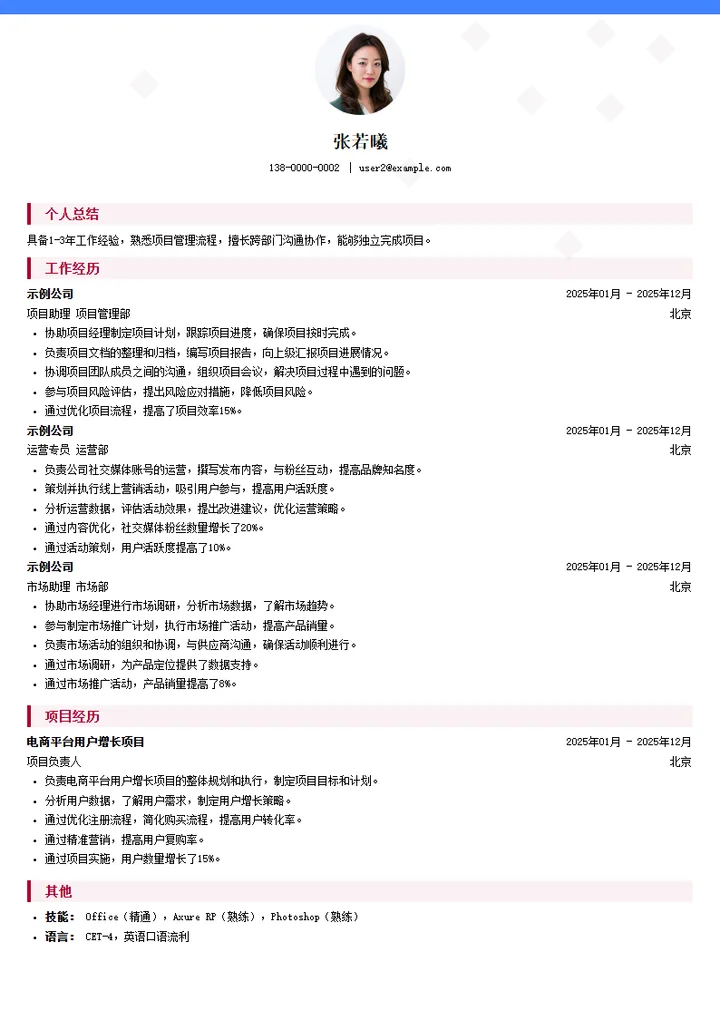 张若曦
138-0000-0002 | user2@example.com
个人总结
具备1-3年工作经验，熟悉项目管理流程，擅长跨部门沟通协作，能够独立完成项目。
工作经历
示例公司 2025年01月 - 2025年12月
项目助理 项目管理部 北京
• 协助项目经理制定项目计划，跟踪项目进度，确保项目按时完成。
• 负责项目文档的整理和归档，编写项目报告，向上级汇报项目进展情况。
• 协调项目团队成员之间的沟通，组织项目会议，解决项目过程中遇到的问题。
• 参与项目风险评估，提出风险应对措施，降低项目风险。
• 通过优化项目流程，提高了项目效率15%。
示例公司 2025年01月 - 2025年12月
运营专员 运营部 北京
• 负责公司社交媒体账号的运营，撰写发布内容，与粉丝互动，提高品牌知名度。
• 策划并执行线上营销活动，吸引用户参与，提高用户活跃度。
• 分析运营数据，评估活动效果，提出改进建议，优化运营策略。
• 通过内容优化，社交媒体粉丝数量增长了20%。
• 通过活动策划，用户活跃度提高了10%。
示例公司 2025年01月 - 2025年12月
市场助理 市场部 北京
• 协助市场经理进行市场调研，分析市场数据，了解市场趋势。
• 参与制定市场推广计划，执行市场推广活动，提高产品销量。
• 负责市场活动的组织和协调，与供应商沟通，确保活动顺利进行。
• 通过市场调研，为产品定位提供了数据支持。
• 通过市场推广活动，产品销量提高了8%。
项目经历
电商平台用户增长项目 2025年01月 - 2025年12月
项目负责人 北京
• 负责电商平台用户增长项目的整体规划和执行，制定项目目标和计划。
• 分析用户数据，了解用户需求，制定用户增长策略。
• 通过优化注册流程，简化购买流程，提高用户转化率。
• 通过精准营销，提高用户复购率。
• 通过项目实施，用户数量增长了15%。
其他
• 技能： Office（精通），Axure RP（熟练），Photoshop（熟练）
• 语言： CET-4，英语口语流利